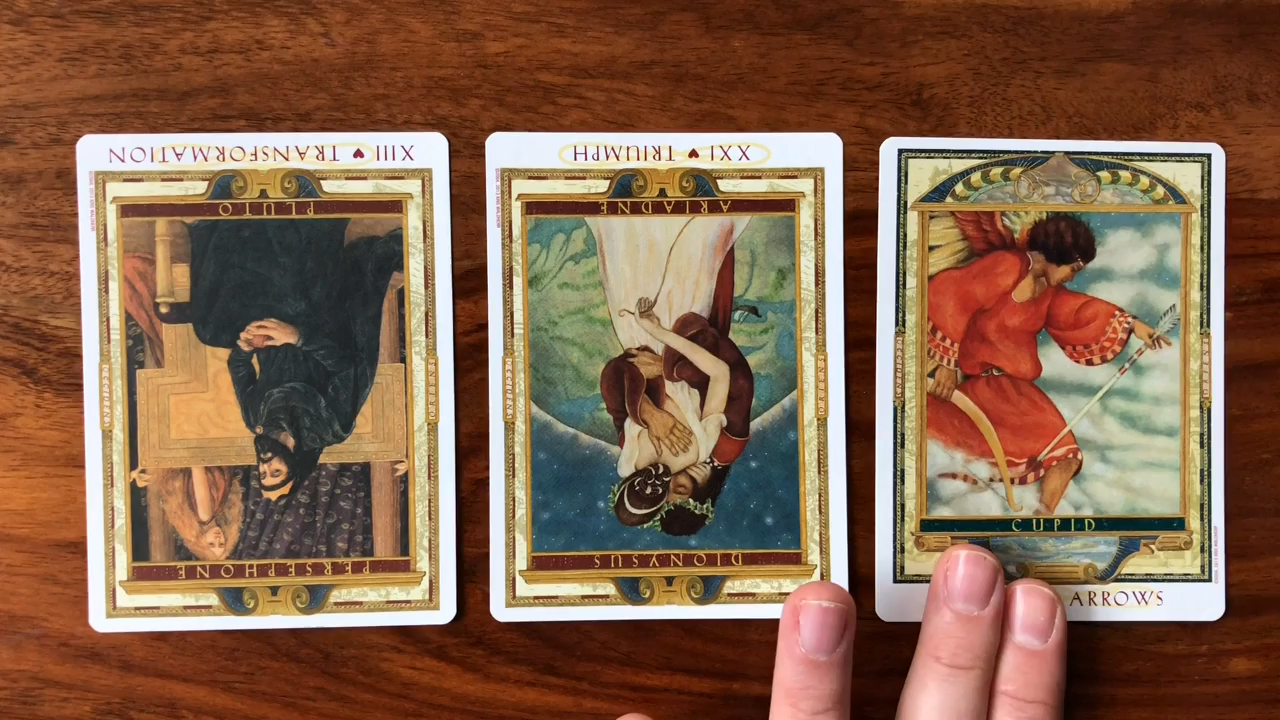 XIII ♥ TRANSFORMATION
PLUTO
PERSEPHONE
XXI ♥ TRIUMPH
ARIADNE
DIONYSUS
CUPID
ARROWS